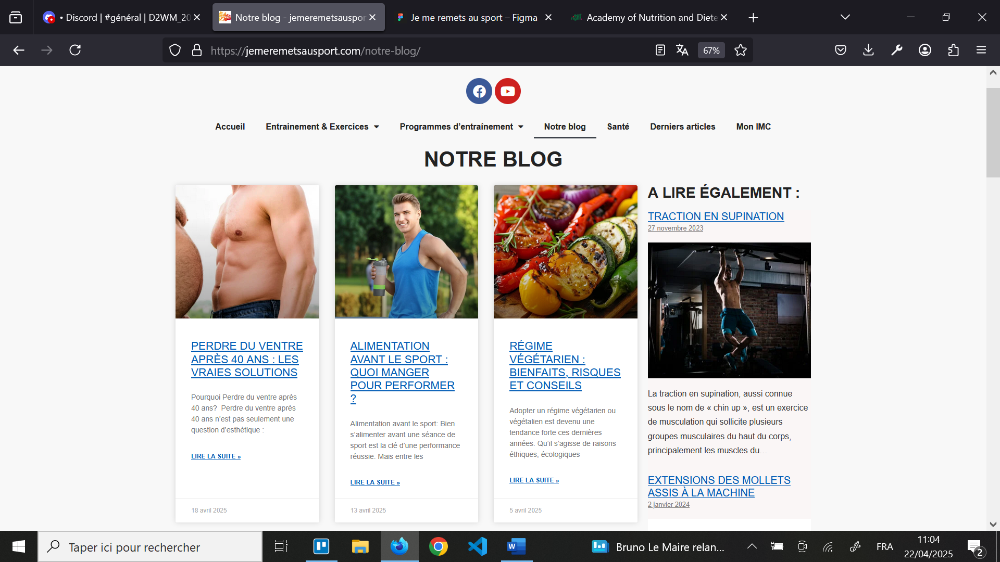 • Discord | #général | D2WM_20
Notre blog - jemeremetsauspor
Je me remets au sport – Figma
Academy of Nutrition and Diete
https://jemeremetsausport.com/notre-blog/
67%
Accueil
Entrainement & Exercices
Programmes d’entraînement
Notre blog
Santé
Derniers articles
Mon IMC
NOTRE BLOG
PERDRE DU VENTRE
APRÈS 40 ANS : LES
VRAIES SOLUTIONS
Pourquoi Perdre du ventre après
40 ans?  Perdre du ventre après
40 ans n’est pas seulement une
question d’esthétique :
LIRE LA SUITE »
18 avril 2025
ALIMENTATION
AVANT LE SPORT :
QUOI MANGER
POUR PERFORMER
?
Alimentation avant le sport: Bien
s’alimenter avant une séance de
sport est la clé d’une performance
réussie. Mais entre les
LIRE LA SUITE »
13 avril 2025
RÉGIME
VÉGÉTARIEN :
BIENFAITS, RISQUES
ET CONSEILS
Adopter un régime végétarien ou
végétalien est devenu une
tendance forte ces dernières
années. Qu’il s’agisse de raisons
éthiques, écologiques
LIRE LA SUITE »
5 avril 2025
A LIRE ÉGALEMENT :
TRACTION EN SUPINATION
27 novembre 2023
La traction en supination, aussi connue
sous le nom de « chin up », est un exercice
de musculation qui sollicite plusieurs
groupes musculaires du haut du corps,
principalement les muscles du…
EXTENSIONS DES MOLLETS
ASSIS À LA MACHINE
2 janvier 2024
Taper ici pour rechercher
Bruno Le Maire relan...
FRA
11:04
22/04/2025
2